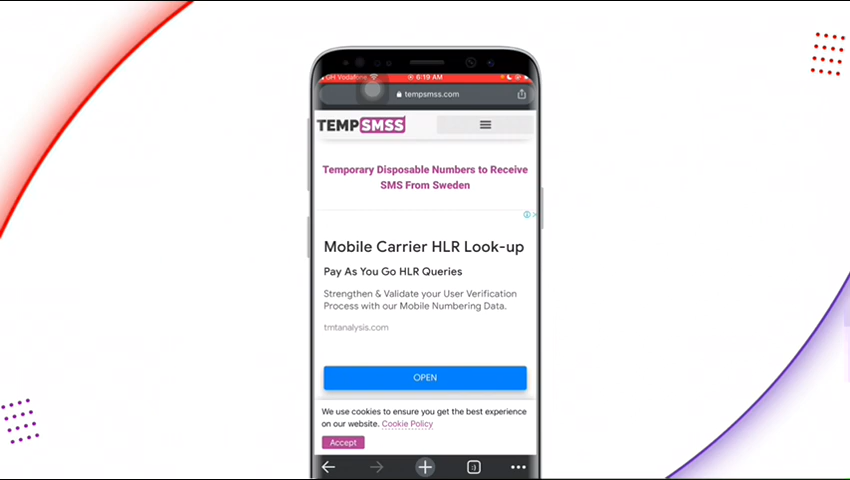 GH Vodafone
6:19 AM
tempsmss.com
TEMPSMSS
Temporary Disposable Numbers to Receive
SMS From Sweden
Mobile Carrier HLR Look-up
Pay As You Go HLR Queries
Strengthen & Validate your User Verification
Process with our Mobile Numbering Data.
tmtanalysis.com
OPEN
We use cookies to ensure you get the best experience
on our website. Cookie Policy
Accept
:)